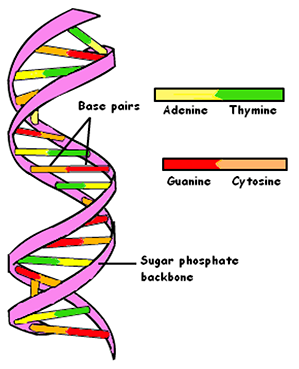 Base pairs
Adenine Thymine
Guanine Cytosine
Sugar phosphate
backbone